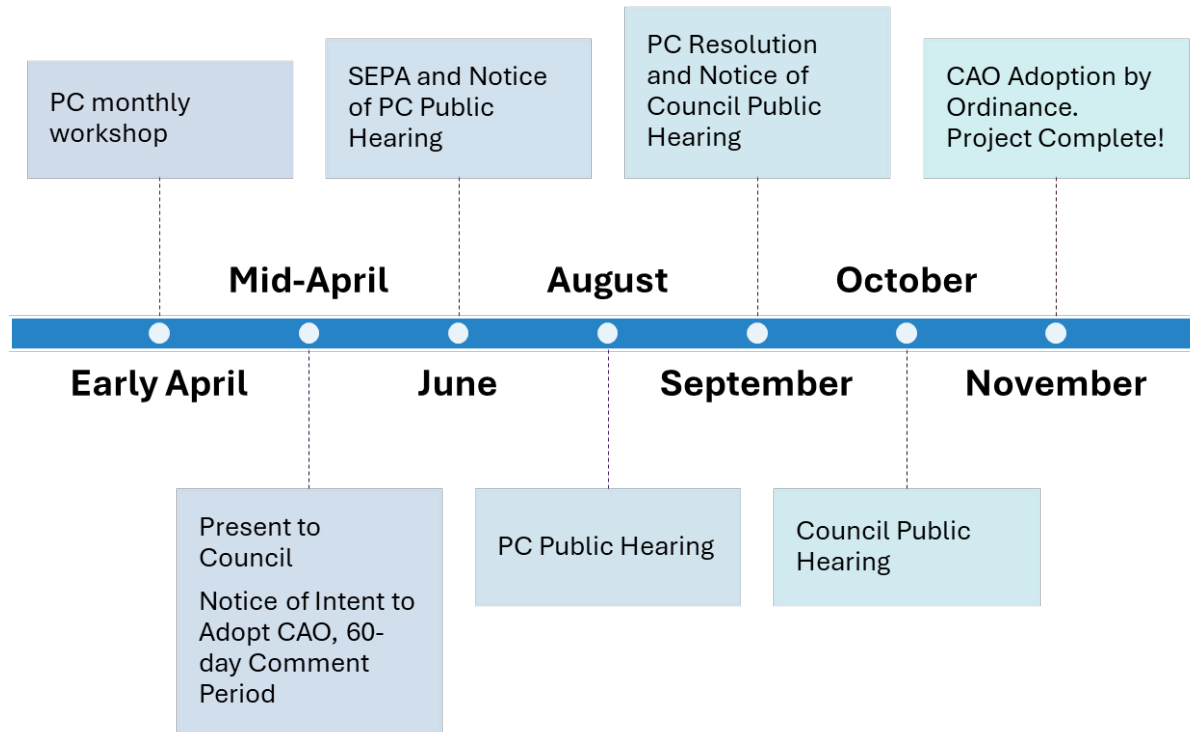 PC monthly
workshop
SEPA and Notice
of PC Public
Hearing
PC Resolution
and Notice of
Council Public
Hearing
CAO Adoption by
Ordinance.
Project Complete!
Mid-April
August
October
Early April
June
September
November
Present to
Council
Notice of Intent to
Adopt CAO, 60-
day Comment
Period
PC Public Hearing
Council Public
Hearing